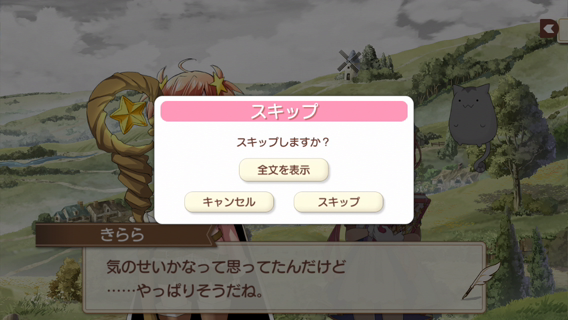 スキップ
スキップしますか？
全文を表示
キャンセル
スキップ
きらら
気のせいかなって思ってたんだけど
……やっぱりそうだね。